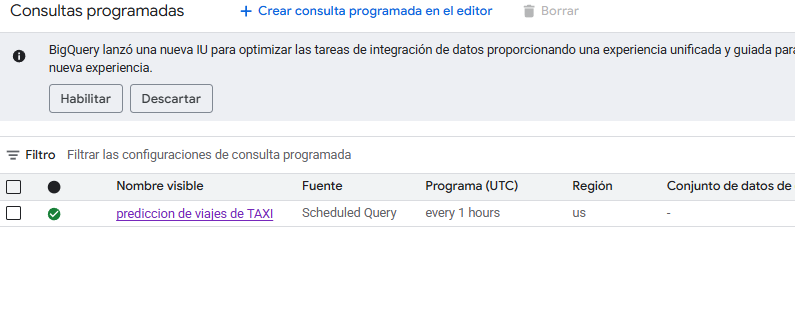 Consultas programadas
+ Crear consulta programada en el editor
Borrar
BigQuery lanzó una nueva IU para optimizar las tareas de integración de datos proporcionando una experiencia unificada y guiada
nueva experiencia.
Habilitar
Descartar
Filtro Filtrar las configuraciones de consulta programada
Nombre visible Fuente Programa (UTC) Región Conjunto de datos de
prediccion de viajes de TAXI Scheduled Query every 1 hours us -